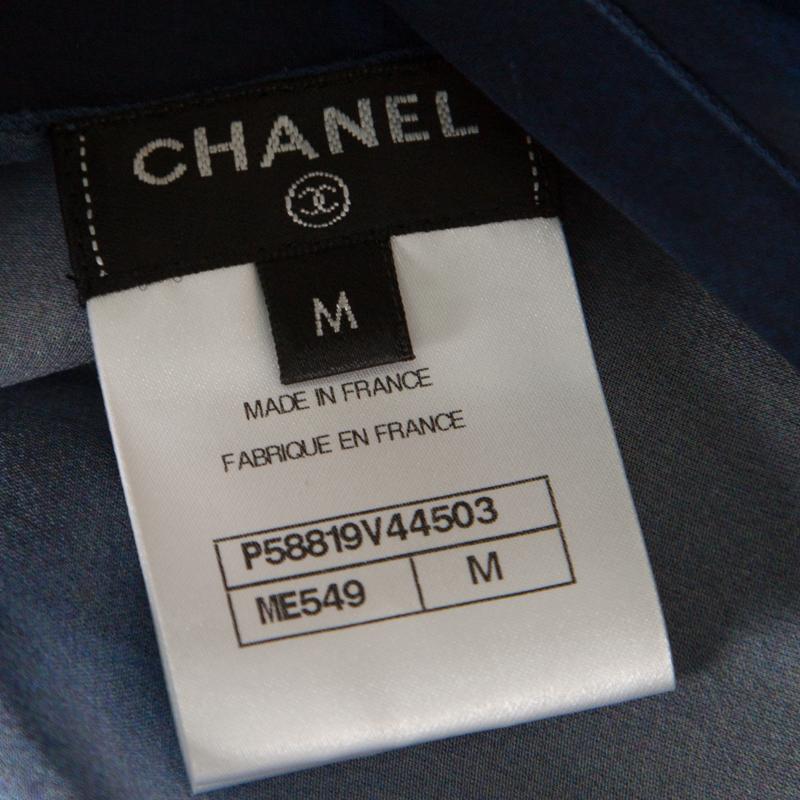 CHANEL
M
MADE IN FRANCE
FABRIQUE EN FRANCE
P58819V44503
ME549 M